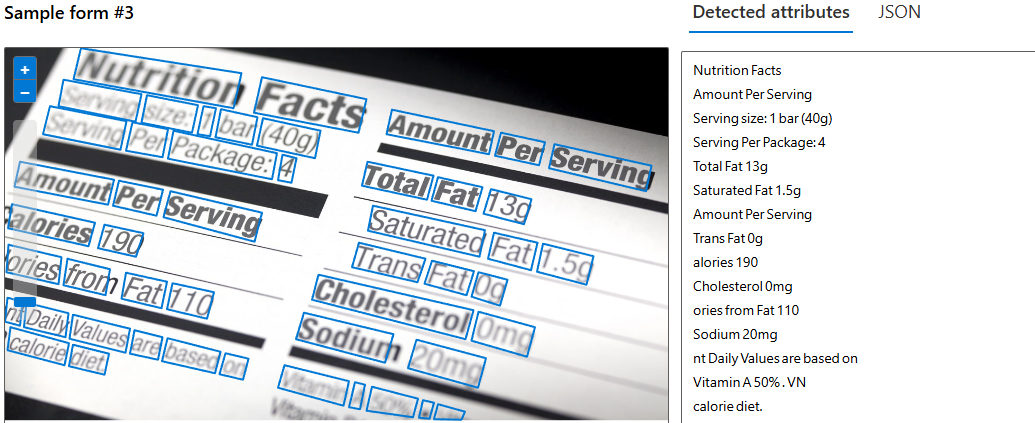 Sample form #3
Nutrition Facts
Serving size: 1 bar (40g)
Serving Per Package: 4
Amount Per Serving
alories 190
ories from Fat 110
nt Daily Values are based on
calorie diet.
Amount Per Serving
Total Fat 13g
Saturated Fat 1.5g
Trans Fat 0g
Cholesterol 0mg
Sodium 20mg
Vitamin A 50%
Detected attributes JSON
Nutrition Facts
Amount Per Serving
Serving size: 1 bar (40g)
Serving Per Package: 4
Total Fat 13g
Saturated Fat 1.5g
Amount Per Serving
Trans Fat 0g
alories 190
Cholesterol 0mg
ories from Fat 110
Sodium 20mg
nt Daily Values are based on
Vitamin A 50% . VN
calorie diet.